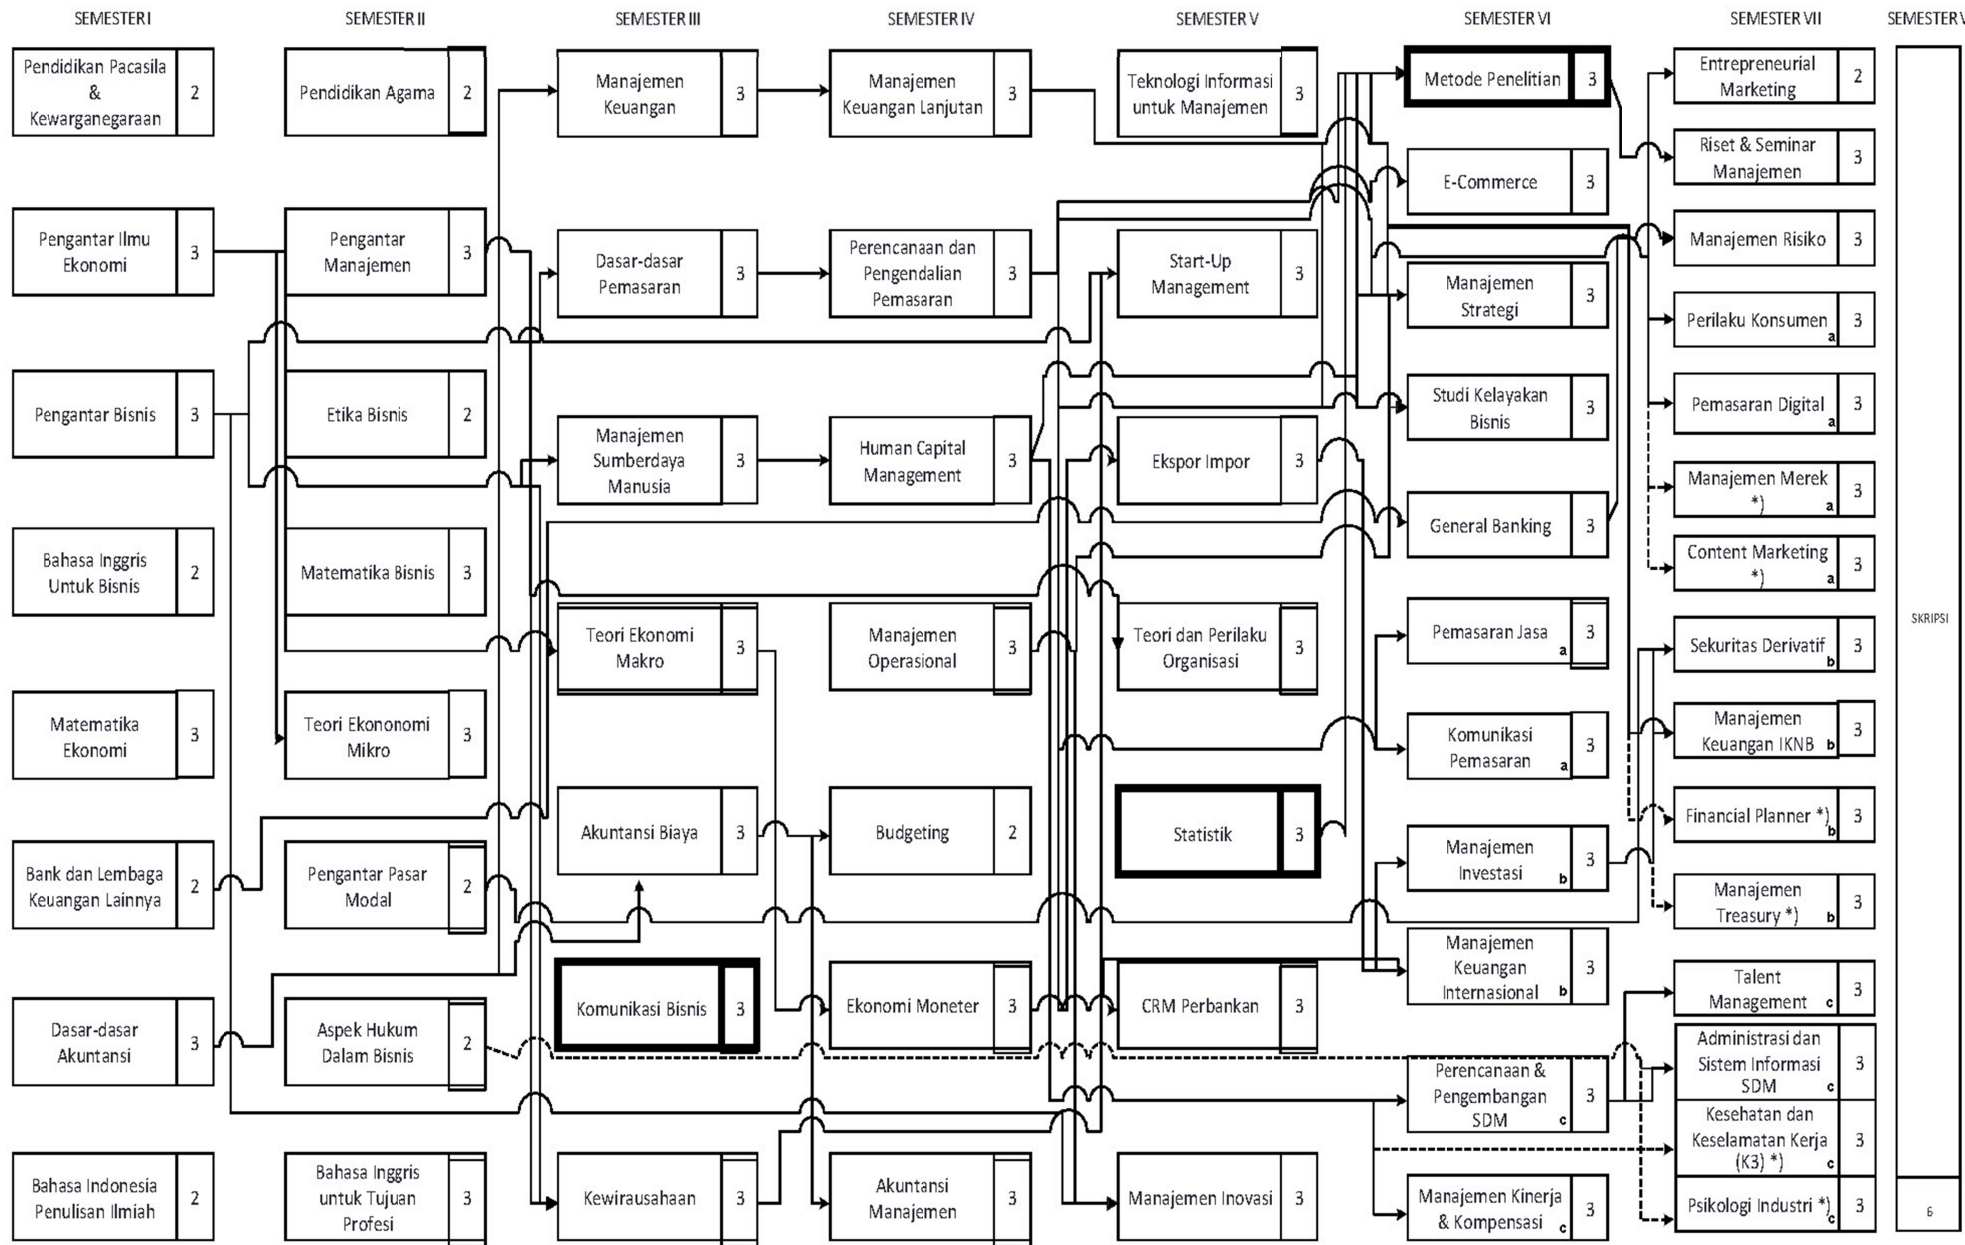 SEMESTER I
SEMESTER II
SEMESTER III
SEMESTER IV
SEMESTER V
SEMESTER VI
SEMESTER VII
SEMESTER V
Pendidikan Pacasila
&
Kewarganegaraan
2
Pengantar Ilmu
Ekonomi
3
Pengantar Bisnis
3
Bahasa Inggris
Untuk Bisnis
2
Matematika
Ekonomi
3
Bank dan Lembaga
Keuangan Lainnya
2
Dasar-dasar
Akuntansi
3
Bahasa Indonesia
Penulisan Ilmiah
2
Pendidikan Agama
2
Pengantar
Manajemen
3
Etika Bisnis
2
Matematika Bisnis
3
Teori Ekononomi
Mikro
3
Pengantar Pasar
Modal
2
Aspek Hukum
Dalam Bisnis
2
Bahasa Inggris
untuk Tujuan
Profesi
3
Manajemen
Keuangan
3
Dasar-dasar
Pemasaran
3
Manajemen
Sumberdaya
Manusia
3
Teori Ekonomi
Makro
3
Akuntansi Biaya
3
Komunikasi Bisnis
3
Kewirausahaan
3
Manajemen
Keuangan Lanjutan
3
Perencanaan dan
Pengendalian
Pemasaran
3
Human Capital
Management
3
Manajemen
Operasional
3
Budgeting
2
Ekonomi Moneter
3
Akuntansi
Manajemen
3
Teknologi Informasi
untuk Manajemen
3
Start-Up
Management
3
Ekspor Impor
3
Teori dan Perilaku
Organisasi
3
Statistik
3
CRM Perbankan
3
Manajemen Inovasi
3
Metode Penelitian
3
E-Commerce
3
Manajemen
Strategi
3
Studi Kelayakan
Bisnis
3
General Banking
3
Pemasaran Jasa
a
3
Komunikasi
Pemasaran
a
3
Manajemen
Investasi
b
3
Manajemen
Keuangan
Internasional
b
3
Perencanaan &
Pengembangan
SDM
c
3
Manajemen Kinerja
& Kompensasi
c
3
Entrepreneurial
Marketing
2
Riset & Seminar
Manajemen
3
Manajemen Risiko
3
Perilaku Konsumen
a
3
Pemasaran Digital
a
3
Manajemen Merek
*)
a
3
Content Marketing
*)
a
3
Sekuritas Derivatif
b
3
Manajemen
Keuangan IKNB
b
3
Financial Planner *)
b
3
Manajemen
Treasury *)
b
3
Talent
Management
c
3
Administrasi dan
Sistem Informasi
SDM
c
3
Kesehatan dan
Keselamatan Kerja
(K3) *)
c
3
Psikologi Industri *)
c
3
SKRIPSI
6